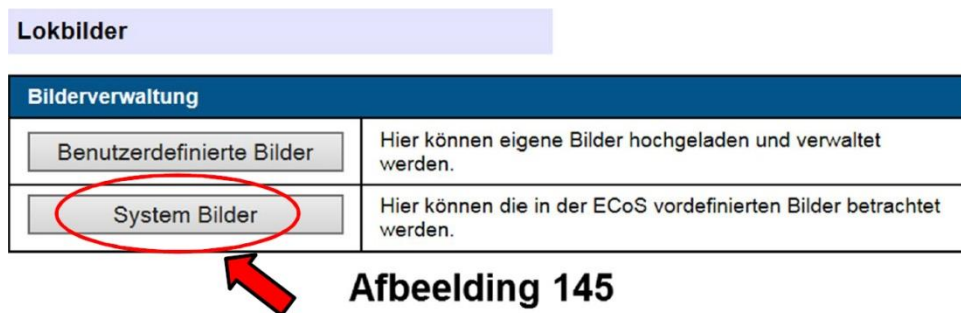 Lokbilder
Bilderverwaltung
Benutzerdefinierte Bilder
Hier können eigene Bilder hochgeladen und verwaltet
werden.
System Bilder
Hier können die in der ECoS vordefinierten Bilder betrachtet
werden.
Afbeelding 145